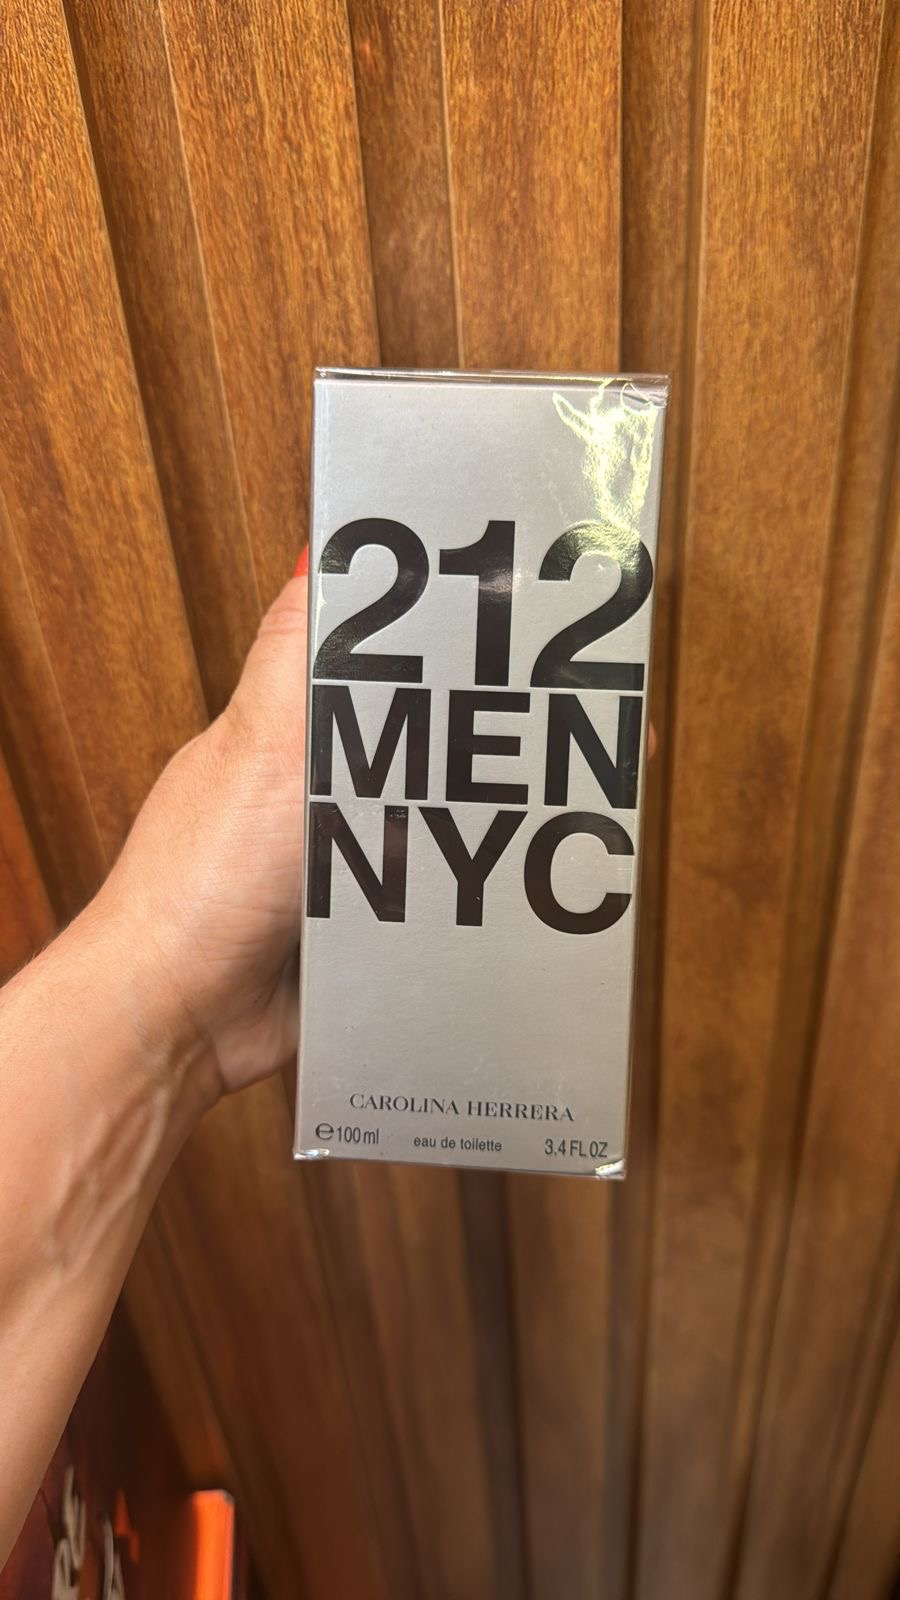 212
MEN
NYC
CAROLINA HERRERA
℮100 ml eau de toilette 3.4 FL OZ